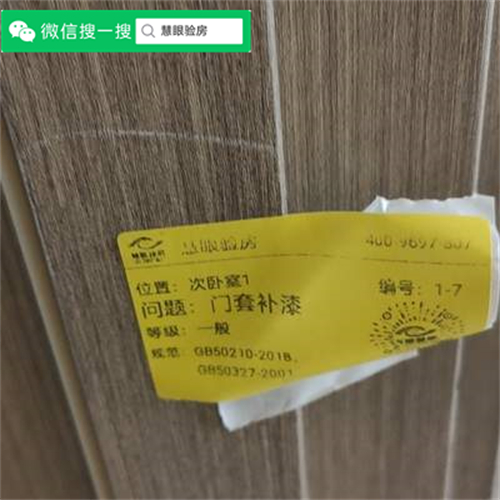 微信搜一搜
慧眼验房
慧眼验房
400-9697-807
位置: 次卧室1
编号: 1-7
问题: 门套补漆
等级: 一般
规范: GB50210-2018、
GB50327-2001